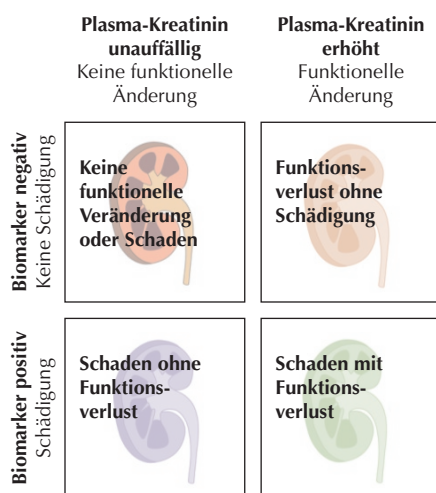 Plasma-Kreatinin
unauffällig
Keine funktionelle
Änderung
Plasma-Kreatinin
erhöht
Funktionelle
Änderung
Biomarker negativ
Keine Schädigung
Keine
funktionelle
Veränderung
oder Schaden
Funktions-
verlust ohne
Schädigung
Biomarker positiv
Schädigung
Schaden ohne
Funktions-
verlust
Schaden mit
Funktions-
verlust